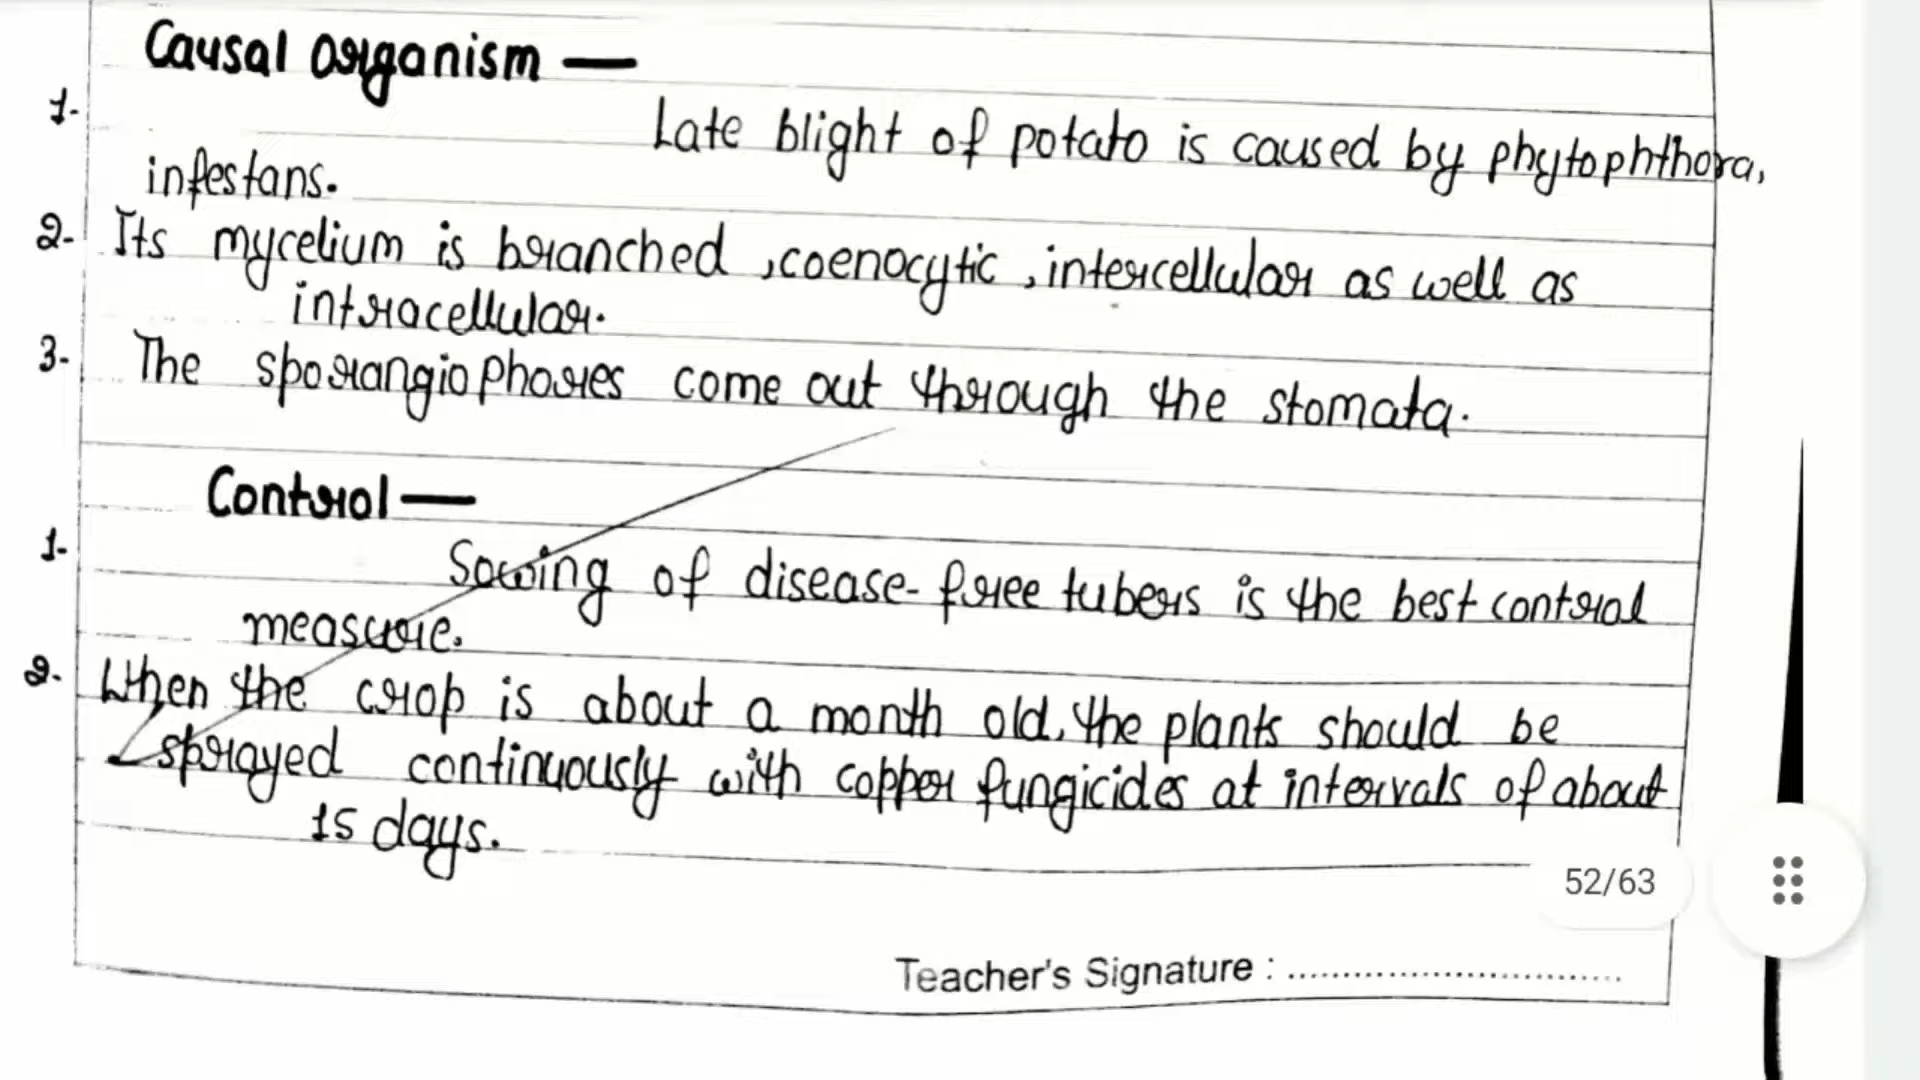 Causal Organism —
1- Late blight of potato is caused by phytophthora,
infestans.
2- Its mycelium is branched , coenocytic , intercellular as well as
intracellular.
3- The sporangiophores come out through the stomata.
Control —
1- Sowing of disease-free tubers is the best control
measure.
2- When the crop is about a month old, the plants should be
sprayed continuously with copper fungicides at intervals of about
15 days.
52/63
Teacher's Signature : ................................